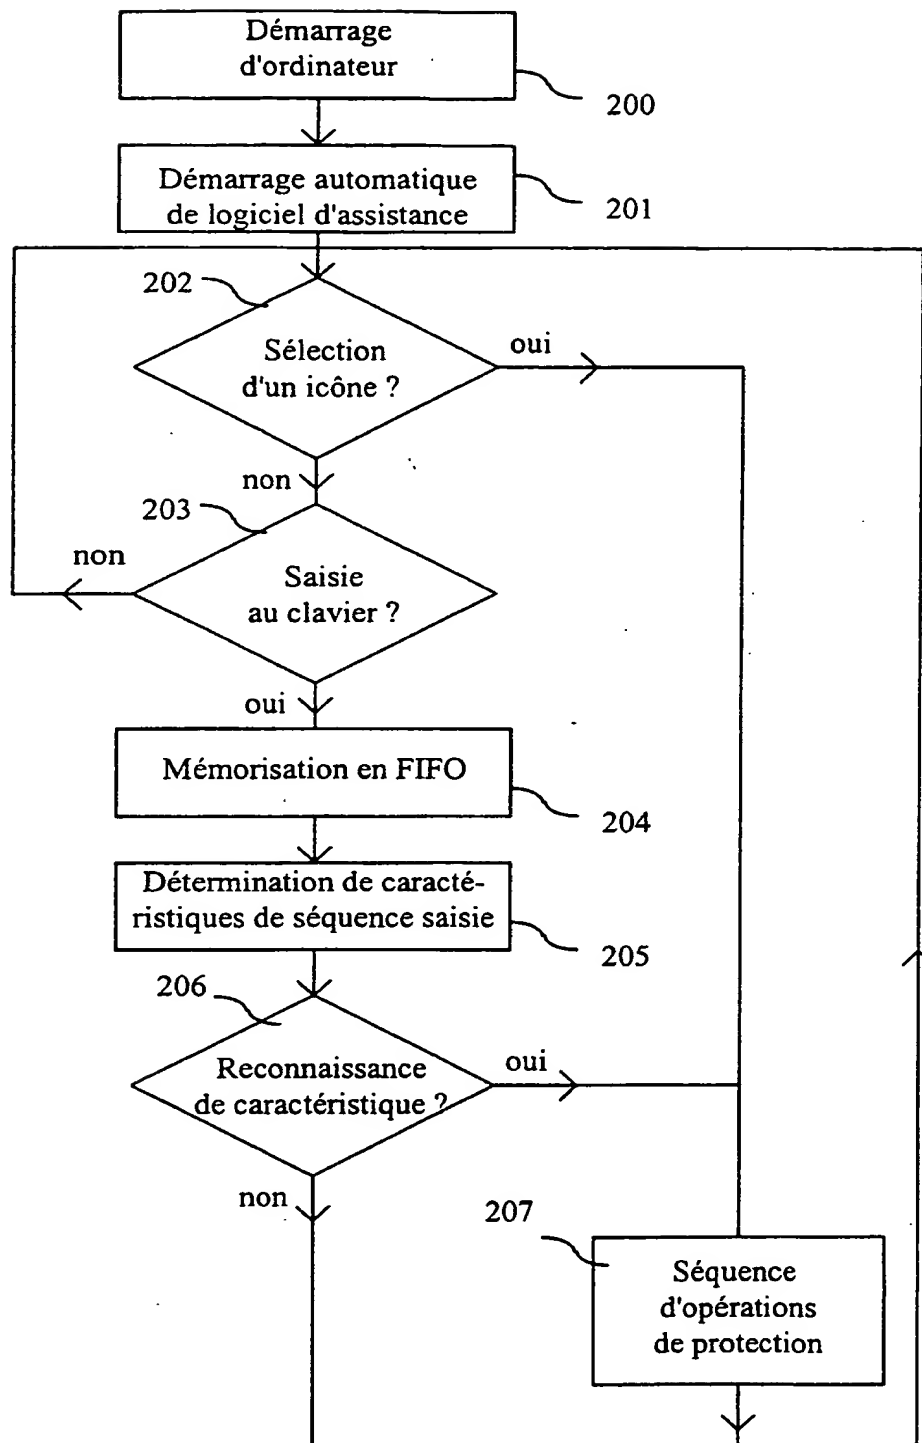 Démarrage
d'ordinateur
200
Démarrage automatique
de logiciel d'assistance
201
202
Sélection
d'un icône ?
oui
non
203
non
Saisie
au clavier ?
oui
Mémorisation en FIFO
204
Détermination de caracté-
ristiques de séquence saisie
205
206
Reconnaissance
de caractéristique ?
oui
non
207
Séquence
d'opérations
de protection